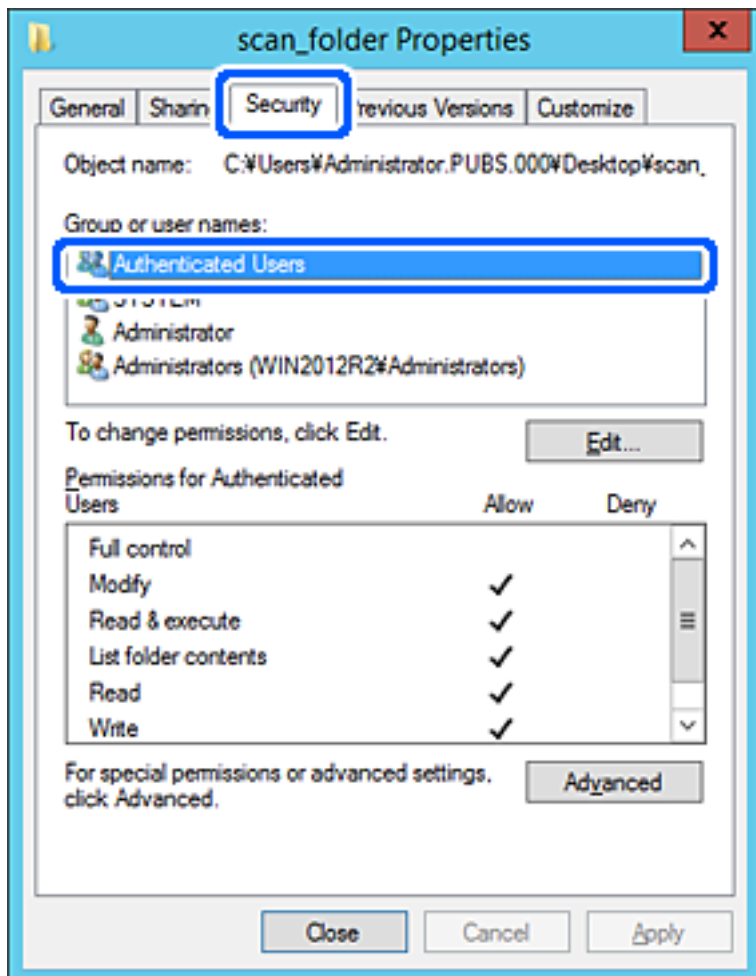 scan_folder Properties
General Security Previous Versions Customize
Object name: C:¥Users¥Administrator.PUBS.000¥Desktop¥scan_
Group or user names:
Authenticated Users
SYSTEM
Administrator
Administrators (WIN2012R2¥Administrators)
To change permissions, click Edit.
Edit...
Permissions for Authenticated
Users Allow Deny
Full control
Modify
Read & execute
List folder contents
Read
Write
For special permissions or advanced settings,
click Advanced.
Advanced
Close Cancel Apply